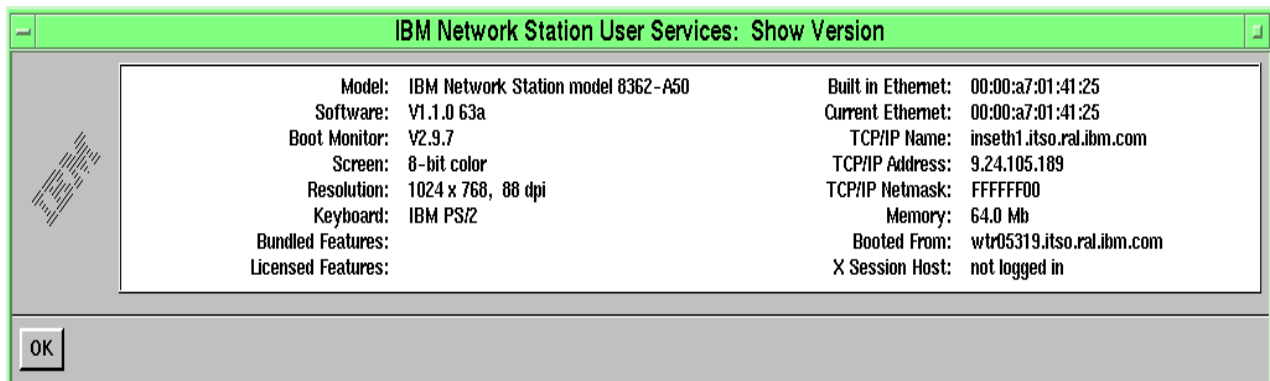 IBM Network Station User Services: Show Version
IBM
Model: IBM Network Station model 8362-A50
Software: V1.1.0 63a
Boot Monitor: V2.9.7
Screen: 8-bit color
Resolution: 1024 x 768, 88 dpi
Keyboard: IBM PS/2
Bundled Features:
Licensed Features:
Built in Ethernet: 00:00:a7:01:41:25
Current Ethernet: 00:00:a7:01:41:25
TCP/IP Name: inseth1.itso.ral.ibm.com
TCP/IP Address: 9.24.105.189
TCP/IP Netmask: FFFFFF00
Memory: 64.0 Mb
Booted From: wtr05319.itso.ral.ibm.com
X Session Host: not logged in
OK